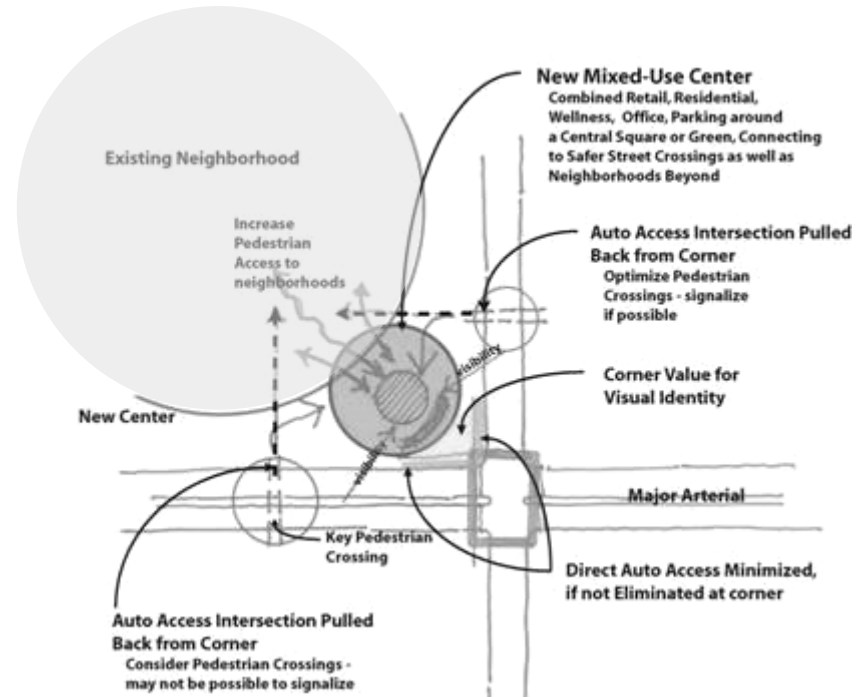 New Mixed-Use Center
Combined Retail, Residential,
Wellness, Office, Parking around
a Central Square or Green, Connecting
to Safer Street Crossings as well as
Neighborhoods Beyond
Existing Neighborhood
Increase
Pedestrian
Access to
neighborhoods
Auto Access Intersection Pulled
Back from Corner
Optimize Pedestrian
Crossings - signalize
if possible
visibility
Corner Value for
Visual Identity
New Center
visibility
Major Arterial
Key Pedestrian
Crossing
Direct Auto Access Minimized,
if not Eliminated at corner
Auto Access Intersection Pulled
Back from Corner
Consider Pedestrian Crossings -
may not be possible to signalize